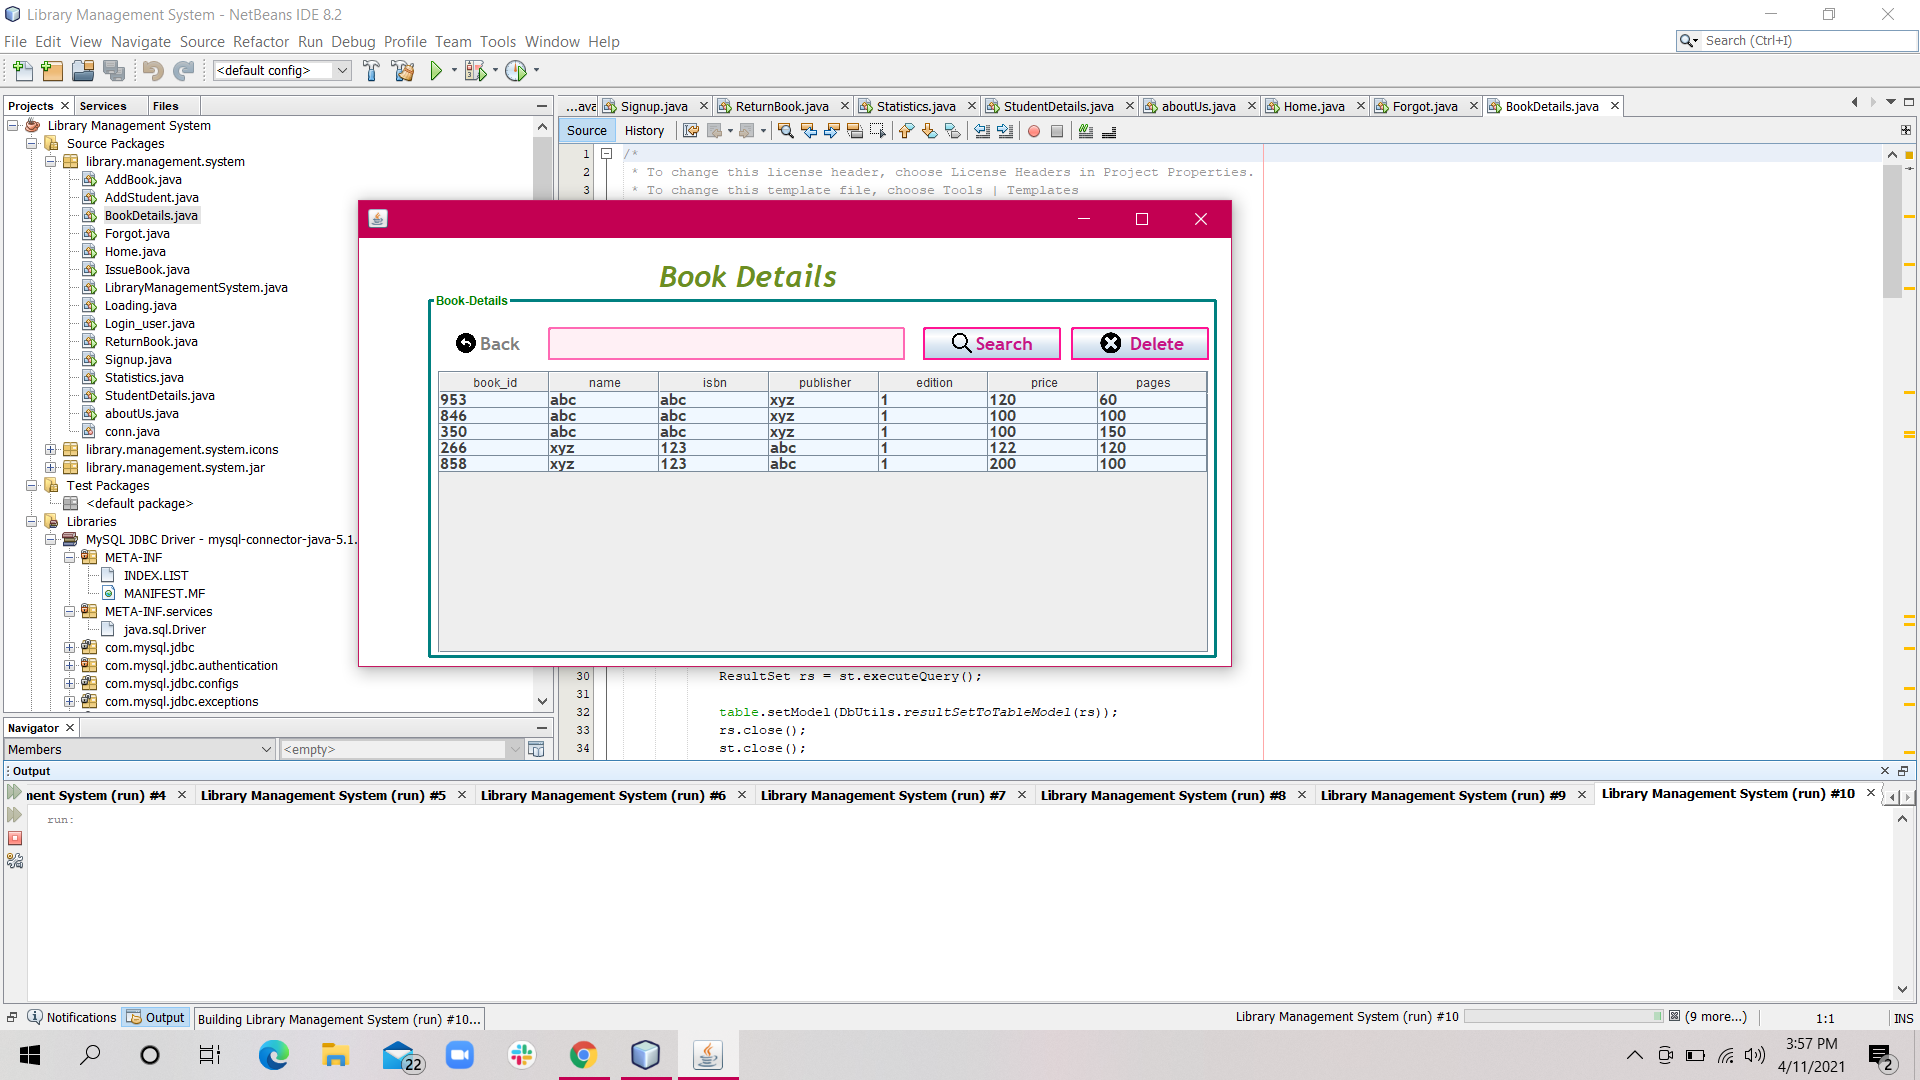 Library Management System - NetBeans IDE 8.2
File Edit View Navigate Source Refactor Run Debug Profile Team Tools Window Help
Search (Ctrl+I)
<default config>
Projects Services Files
...ava Signup.java ReturnBook.java Statistics.java StudentDetails.java aboutUs.java Home.java Forgot.java BookDetails.java
Source History
Library Management System
Source Packages
library.management.system
AddBook.java
AddStudent.java
BookDetails.java
Forgot.java
Home.java
IssueBook.java
LibraryManagementSystem.java
Loading.java
Login_user.java
ReturnBook.java
Signup.java
Statistics.java
StudentDetails.java
aboutUs.java
conn.java
library.management.system.icons
library.management.system.jar
Test Packages
<default package>
Libraries
MySQL JDBC Driver - mysql-connector-java-5.1.
META-INF
INDEX.LIST
MANIFEST.MF
META-INF.services
java.sql.Driver
com.mysql.jdbc
com.mysql.jdbc.authentication
com.mysql.jdbc.configs
com.mysql.jdbc.exceptions
1 /*
2 * To change this license header, choose License Headers in Project Properties.
3 * To change this template file, choose Tools | Templates
Book Details
Book-Details
Back Search Delete
book_id name isbn publisher edition price pages
953 abc abc xyz 1 120 60
846 abc abc xyz 1 100 100
350 abc abc xyz 1 100 150
266 xyz 123 abc 1 122 120
858 xyz 123 abc 1 200 100
30 ResultSet rs = st.executeQuery();
31
32 table.setModel(DbUtils.resultSetToTableModel(rs));
33 rs.close();
34 st.close();
Navigator
Members <empty>
Output
ment System (run) #4 Library Management System (run) #5 Library Management System (run) #6 Library Management System (run) #7 Library Management System (run) #8 Library Management System (run) #9 Library Management System (run) #10
run:
Notifications Output Building Library Management System (run) #10...
Library Management System (run) #10 (9 more...) 1:1 INS
22
3:57 PM
4/11/2021
2